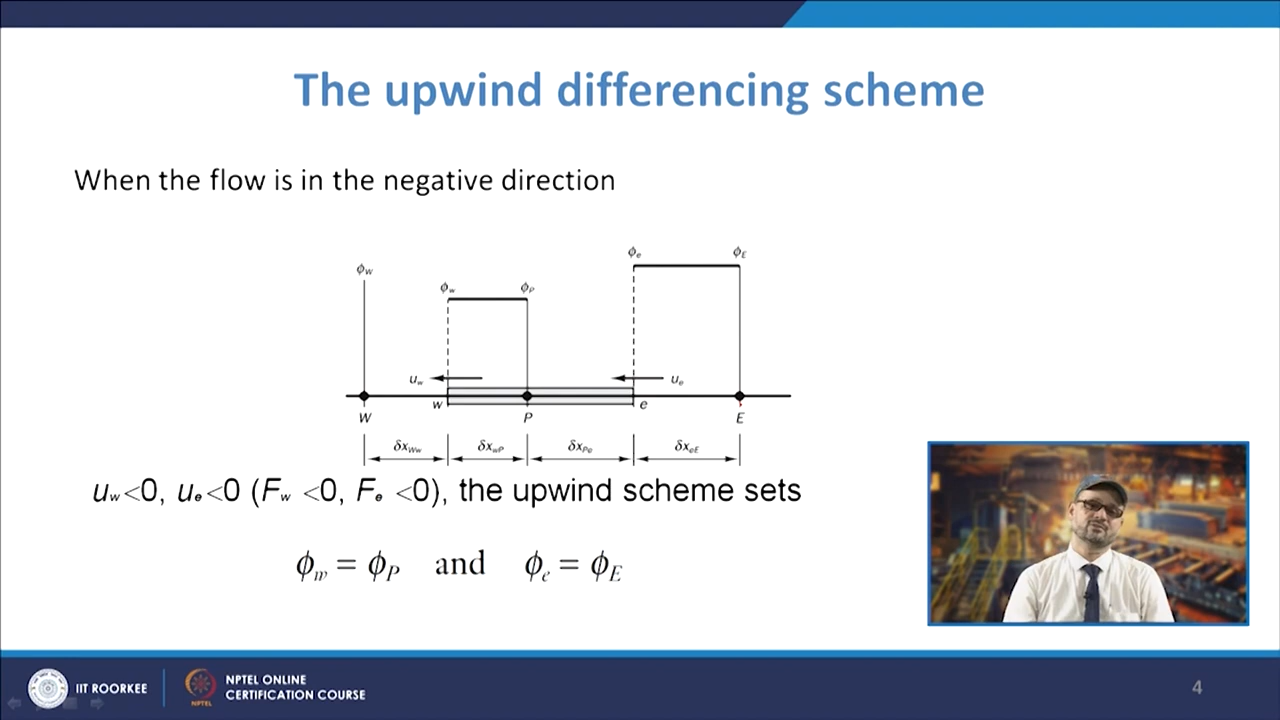 The upwind differencing scheme
When the flow is in the negative direction
ϕW
ϕw
ϕP
ϕe
ϕE
uw
ue
W
w
P
e
E
δxWw
δxwP
δxPe
δxeE
uw<0, ue<0 (Fw <0, Fe <0), the upwind scheme sets
ϕw = ϕP and ϕe = ϕE
IIT ROORKEE
NPTEL
NPTEL ONLINE
CERTIFICATION COURSE
4